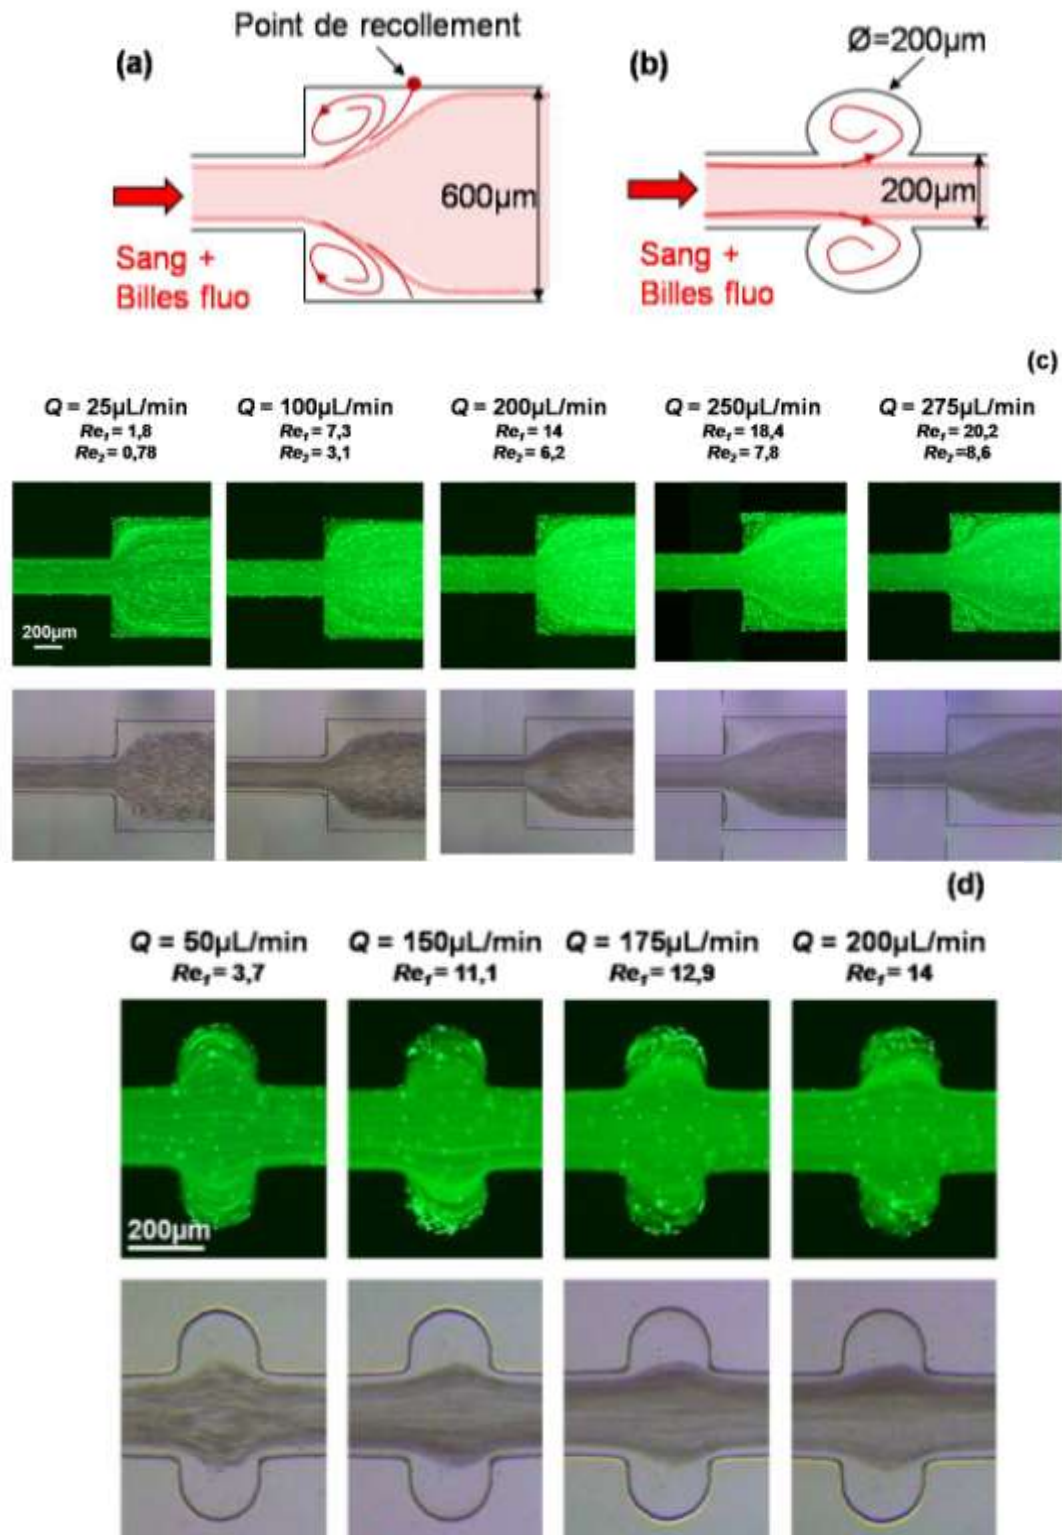 Point de recollement
(a)
600µm
Sang +
Billes fluo
(b)
Ø=200µm
200µm
Sang +
Billes fluo
(c)
Q = 25µL/min
Re₁ = 1,8
Re₂ = 0,78
Q = 100µL/min
Re₁ = 7,3
Re₂ = 3,1
Q = 200µL/min
Re₁ = 14
Re₂ = 6,2
Q = 250µL/min
Re₁ = 18,4
Re₂ = 7,8
Q = 275µL/min
Re₁ = 20,2
Re₂ =8,6
200µm
(d)
Q = 50µL/min
Re₁ = 3,7
Q = 150µL/min
Re₁ = 11,1
Q = 175µL/min
Re₁ = 12,9
Q = 200µL/min
Re₁ = 14
200µm